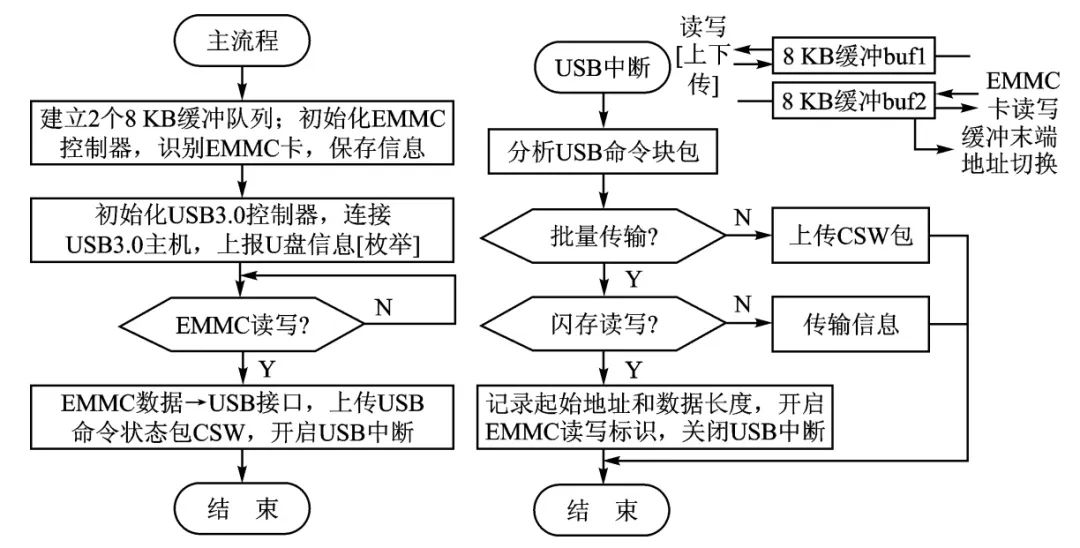 主流程
建立2个8 KB缓冲队列；初始化EMMC
控制器，识别EMMC卡，保存信息
初始化USB3.0控制器，连接
USB3.0主机，上报U盘信息[枚举]
EMMC读写?
N
Y
EMMC数据→USB接口，上传USB
命令状态包CSW，开启USB中断
结 束
USB中断
分析USB命令块包
批量传输?
N
上传CSW包
Y
闪存读写?
N
传输信息
Y
记录起始地址和数据长度，开启
EMMC读写标识，关闭USB中断
结 束
读写
[上下
传]
8 KB缓冲buf1
8 KB缓冲buf2
EMMC
卡读写
缓冲末端
地址切换